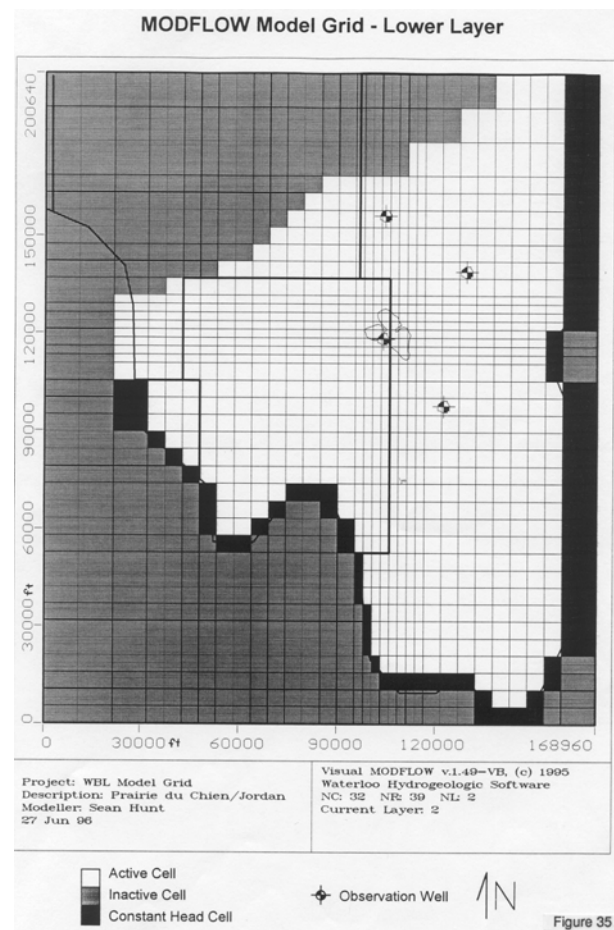 MODFLOW Model Grid - Lower Layer
200640
150000
120000
90000
60000
30000 ft
0
0
30000 ft
60000
90000
120000
168960
Project: WBL Model Grid
Description: Prairie du Chien/Jordan
Modeller: Sean Hunt
27 Jun 96
Visual MODFLOW v.1.49-VB, (c) 1995
Waterloo Hydrogeologic Software
NC: 32 NR: 39 NL: 2
Current Layer: 2
Active Cell
Inactive Cell
Constant Head Cell
Observation Well
N
Figure 35